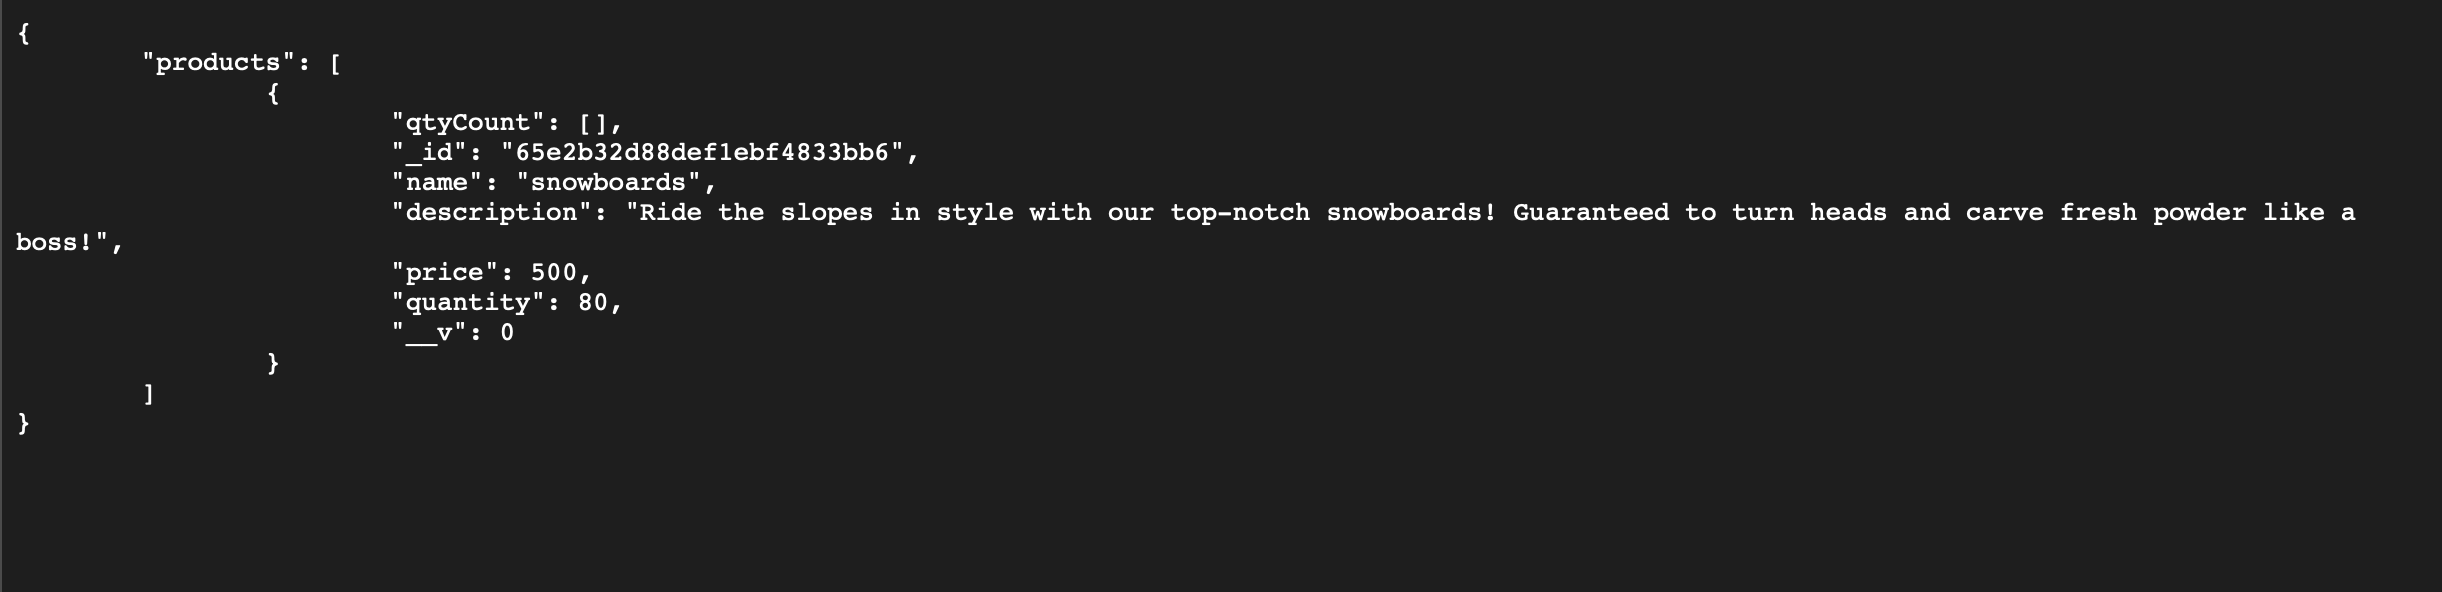 {
"products": [
{
"qtyCount": [],
"_id": "65e2b32d88def1ebf4833bb6",
"name": "snowboards",
"description": "Ride the slopes in style with our top-notch snowboards! Guaranteed to turn heads and carve fresh powder like a
boss!",
"price": 500,
"quantity": 80,
"__v": 0
}
]
}